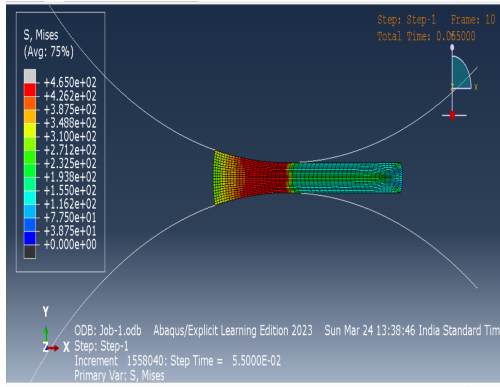 Step: Step-1 Frame: 10
Total Time: 0.065000
S, Mises
(Avg: 75%)
+4.650e+02
+4.262e+02
+3.875e+02
+3.488e+02
+3.100e+02
+2.712e+02
+2.325e+02
+1.938e+02
+1.550e+02
+1.162e+02
+7.750e+01
+3.875e+01
+0.000e+00
X
Y
Z X
ODB: Job-1.odb Abaqus/Explicit Learning Edition 2023 Sun Mar 24 13:38:46 India Standard Tim
Step: Step-1
Increment 1558040: Step Time = 5.5000E-02
Primary Var: S, Mises